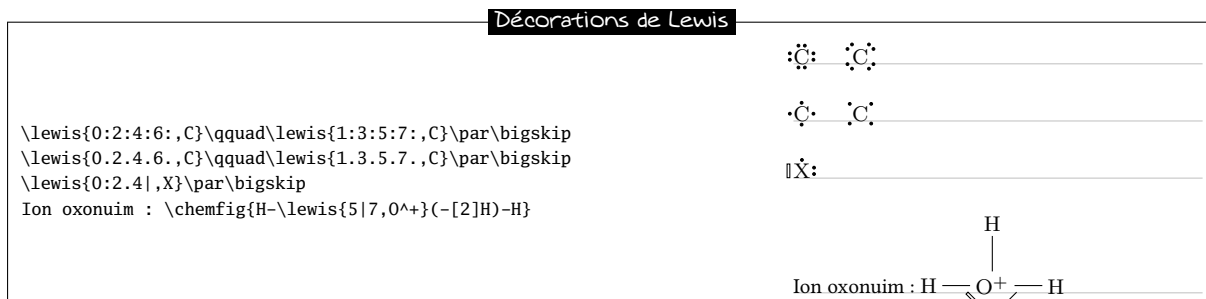 Décorations de Lewis
\lewis{0:2:4:6:,C}\qquad\lewis{1:3:5:7:,C}\par\bigskip
\lewis{0.2.4.6.,C}\qquad\lewis{1.3.5.7.,C}\par\bigskip
\lewis{0:2.4|,X}\par\bigskip
Ion oxonuim : \chemfig{H-\lewis{5|7,O^+}(-[2]H)-H}
C C
C C
X
H
Ion oxonuim : H O+ H